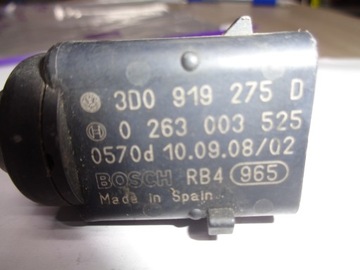 3D0 919 275 D
0 263 003 525
0570d 10.09.08/02
BOSCH RB4 965
Made in Spain